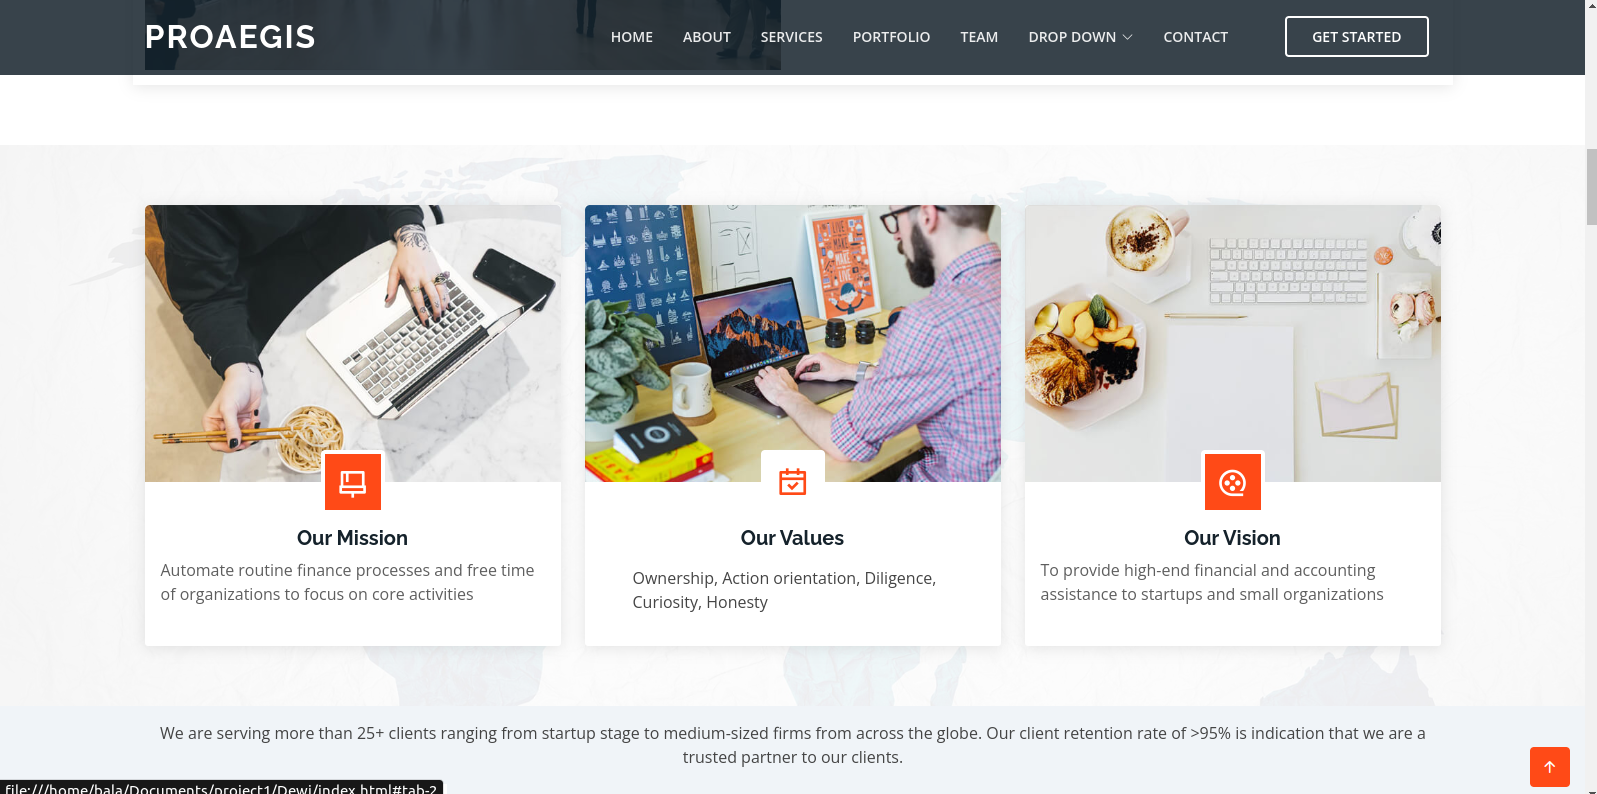 PROAEGIS
HOME ABOUT SERVICES PORTFOLIO TEAM DROP DOWN CONTACT GET STARTED
LIVE
MAKE
MAKE
LIVE
Our Mission
Automate routine finance processes and free time
of organizations to focus on core activities
Our Values
Ownership, Action orientation, Diligence,
Curiosity, Honesty
Our Vision
To provide high-end financial and accounting
assistance to startups and small organizations
We are serving more than 25+ clients ranging from startup stage to medium-sized firms from across the globe. Our client retention rate of >95% is indication that we are a
trusted partner to our clients.
file:///home/bala/Documents/project1/Dewi/index.html#tab-2